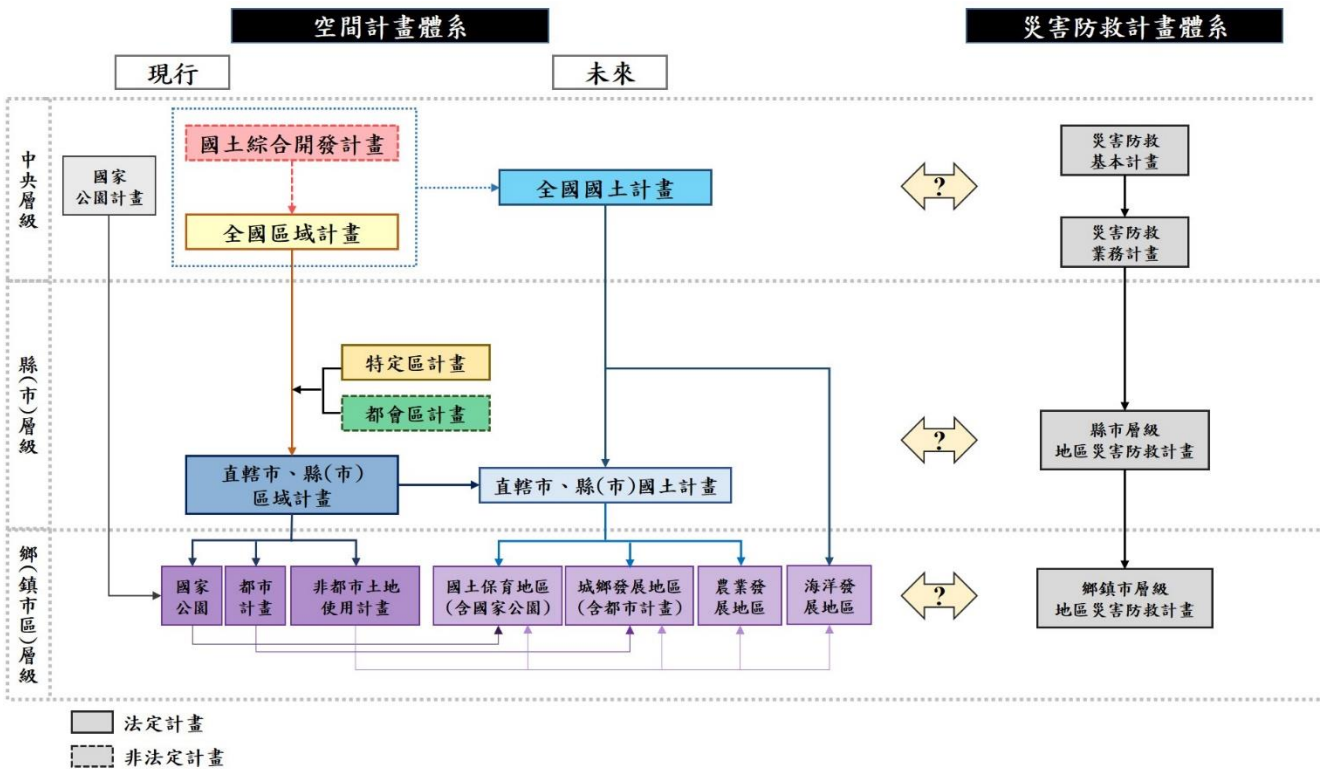 空間計畫體系
災害防救計畫體系
現行
未來
中央層級
國家
公園計畫
國土綜合開發計畫
全國區域計畫
全國國土計畫
?
災害防救
基本計畫
災害防救
業務計畫
縣(市)層級
特定區計畫
都會區計畫
直轄市、縣(市)
區域計畫
直轄市、縣(市)國土計畫
?
縣市層級
地區災害防救計畫
鄉(鎮市區)層級
國家
公園
都市
計畫
非都市土地
使用計畫
國土保育地區
(含國家公園)
城鄉發展地區
(含都市計畫)
農業發
展地區
海洋發
展地區
?
鄉鎮市層級
地區災害防救計畫
法定計畫
非法定計畫